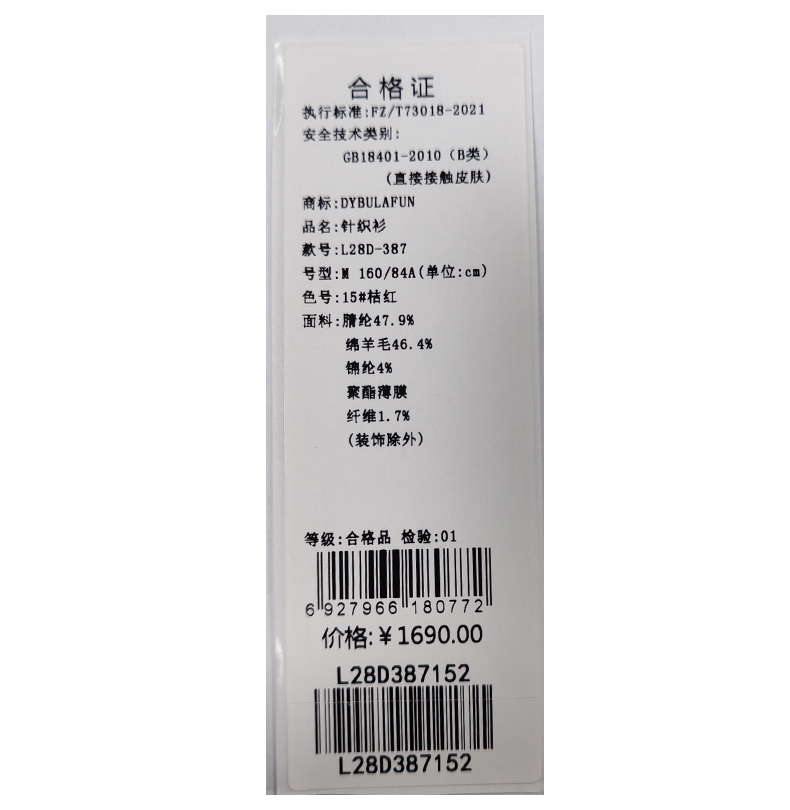 合格证
执行标准:FZ/T73018-2021
安全技术类别:
GB18401-2010（B类）
(直接接触皮肤)
商标:DYBULAFUN
品名:针织衫
款号:L28D-387
号型:M 160/84A(单位:cm)
色号:15#桔红
面料:腈纶47.9%
绵羊毛46.4%
锦纶4%
聚酯薄膜
纤维1.7%
(装饰除外)
等级:合格品 检验:01
6 927966 180772
价格:￥1690.00
L28D387152
L28D387152